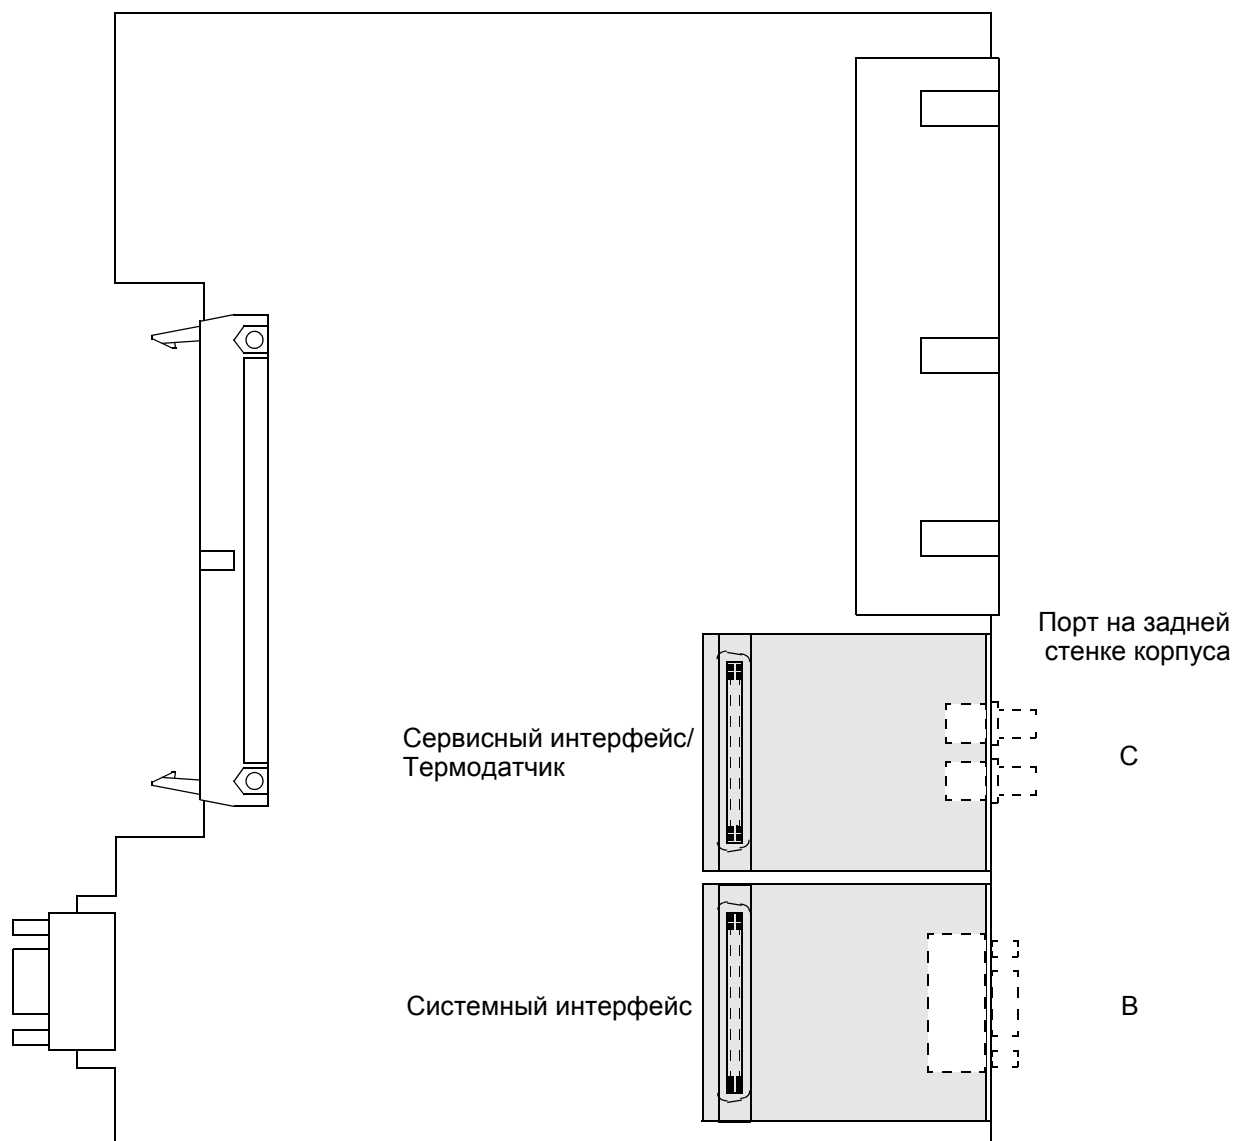 Порт на задней
стенке корпуса
Сервисный интерфейс/
Термодатчик
C
Системный интерфейс
B